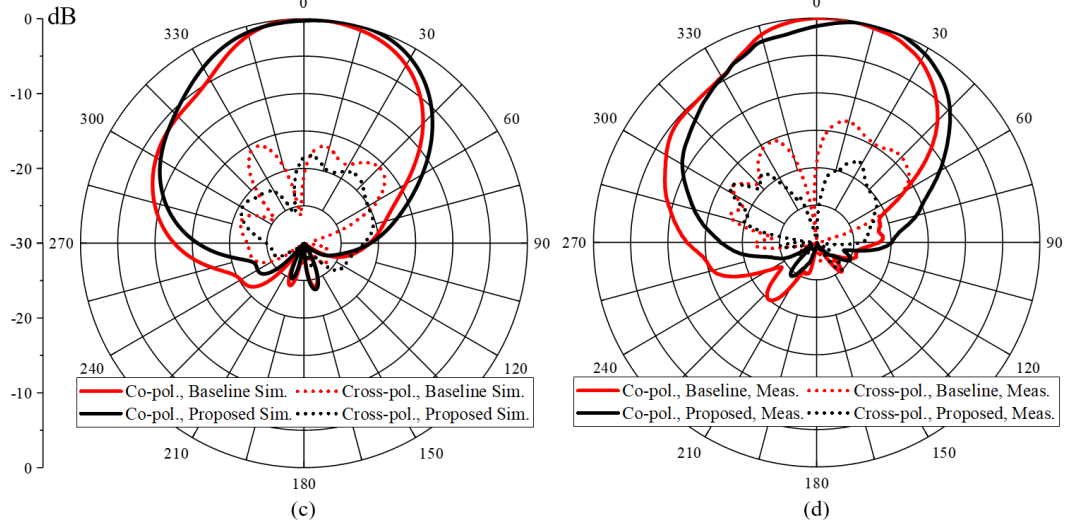 0 dB
0
0
330
30
330
30
-10
300
60
300
60
-20
-30
270
90
270
90
-20
240
120
240
120
-10
Co-pol., Baseline Sim.
Cross-pol., Baseline Sim.
Co-pol., Proposed Sim.
Cross-pol., Proposed Sim.
Co-pol., Baseline, Meas.
Cross-pol., Baseline, Meas.
Co-pol., Proposed, Meas.
Cross-pol., Proposed, Meas.
210
150
210
150
0
180
180
(c)
(d)